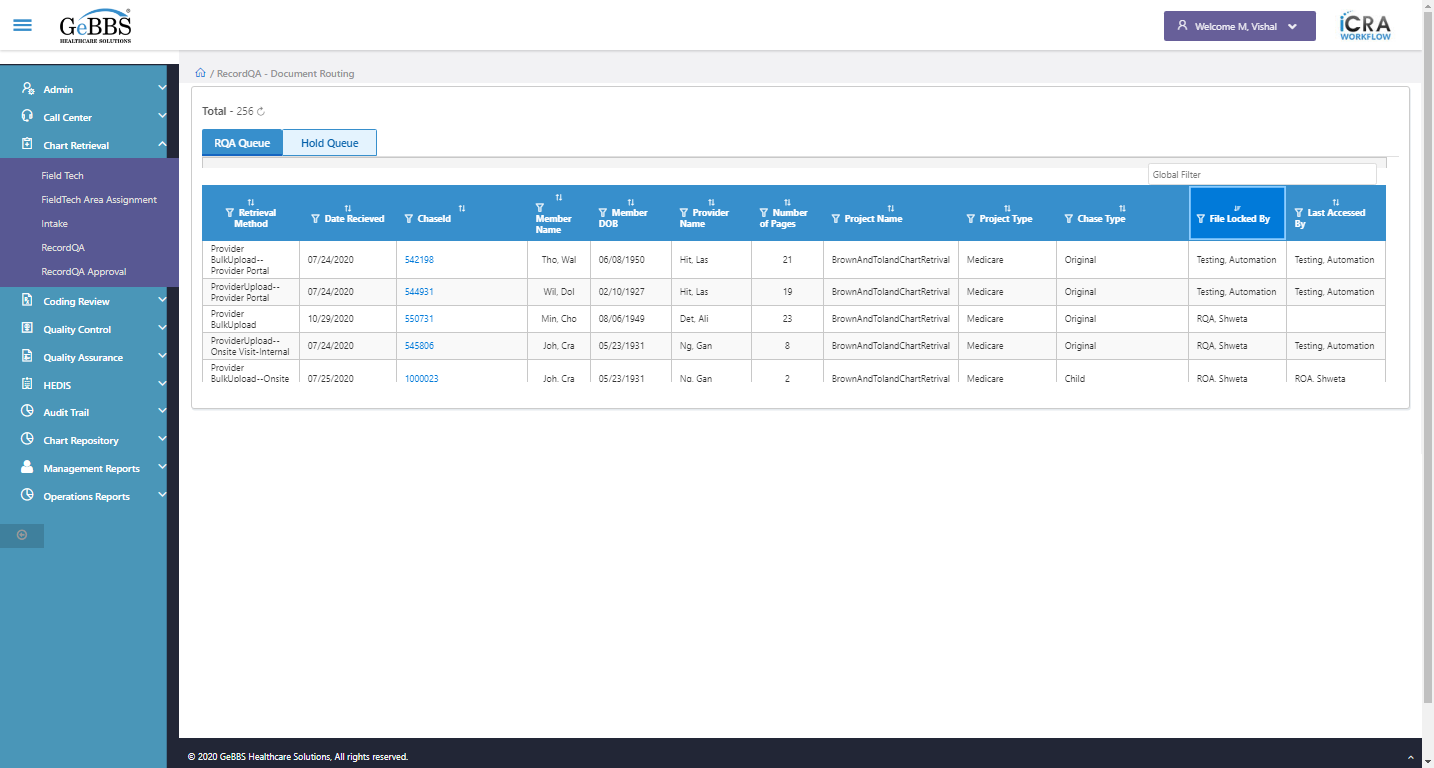 GeBBS
HEALTHCARE SOLUTIONS
Welcome M, Vishal
iCRA
WORKFLOW
/ RecordQA - Document Routing
Admin
Call Center
Chart Retrieval
Field Tech
FieldTech Area Assignment
Intake
RecordQA
RecordQA Approval
Coding Review
Quality Control
Quality Assurance
HEDIS
Audit Trail
Chart Repository
Management Reports
Operations Reports
Total - 256
RQA Queue Hold Queue
Global Filter
Retrieval Method Date Recieved ChaseId Member Name Member DOB Provider Name Number of Pages Project Name Project Type Chase Type File Locked By Last Accessed By
Provider BulkUpload--Provider Portal 07/24/2020 542198 Tho, Wal 06/08/1950 Hit, Las 21 BrownAndTolandChartRetrival Medicare Original Testing, Automation Testing, Automation
ProviderUpload--Provider Portal 07/24/2020 544931 Wil, Dol 02/10/1927 Hit, Las 19 BrownAndTolandChartRetrival Medicare Original Testing, Automation Testing, Automation
Provider BulkUpload 10/29/2020 550731 Min, Cho 08/06/1949 Det, Ali 23 BrownAndTolandChartRetrival Medicare Original RQA, Shweta
ProviderUpload--Onsite Visit-Internal 07/24/2020 545806 Joh, Cra 05/23/1931 Ng, Gan 8 BrownAndTolandChartRetrival Medicare Original RQA, Shweta Testing, Automation
Provider BulkUpload--Onsite 07/25/2020 1000023 Joh, Cra 05/23/1931 Ng, Gan 2 BrownAndTolandChartRetrival Medicare Child RQA, Shweta RQA, Shweta
© 2020 GeBBS Healthcare Solutions, All rights reserved.